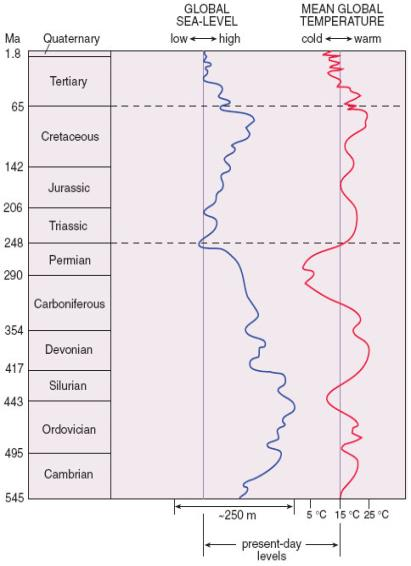 GLOBAL
SEA-LEVEL
low ↔ high
MEAN GLOBAL
TEMPERATURE
cold ↔ warm
Ma
Quaternary
1.8
Tertiary
65
Cretaceous
142
Jurassic
206
Triassic
248
Permian
290
Carboniferous
354
Devonian
417
Silurian
443
Ordovician
495
Cambrian
545
~250 m
5 °C 15 °C 25 °C
present-day
levels